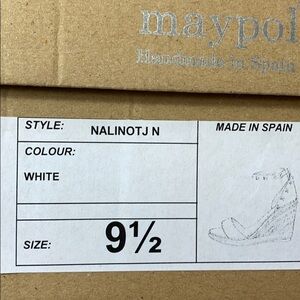 maypol
Handmade in Spain
STYLE: NALINOTJ N
MADE IN SPAIN
COLOUR:
WHITE
SIZE: 9½